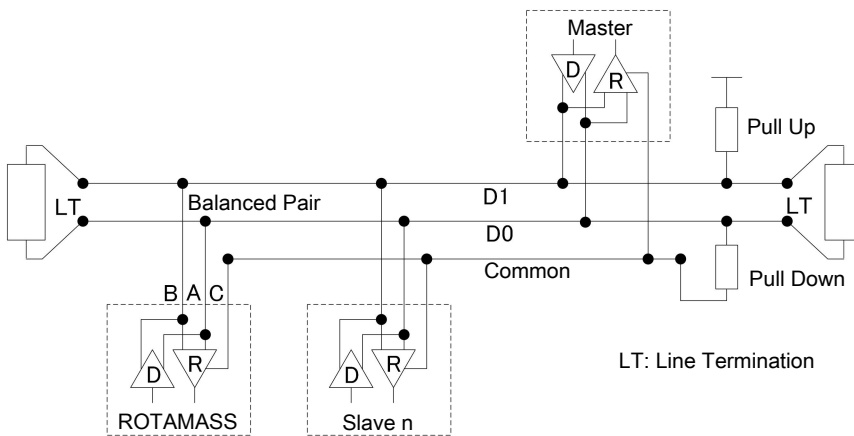 Master
D
R
Pull Up
LT
Balanced Pair
D1
LT
D0
Common
Pull Down
B A C
D
R
D
R
LT: Line Termination
ROTAMASS
Slave n